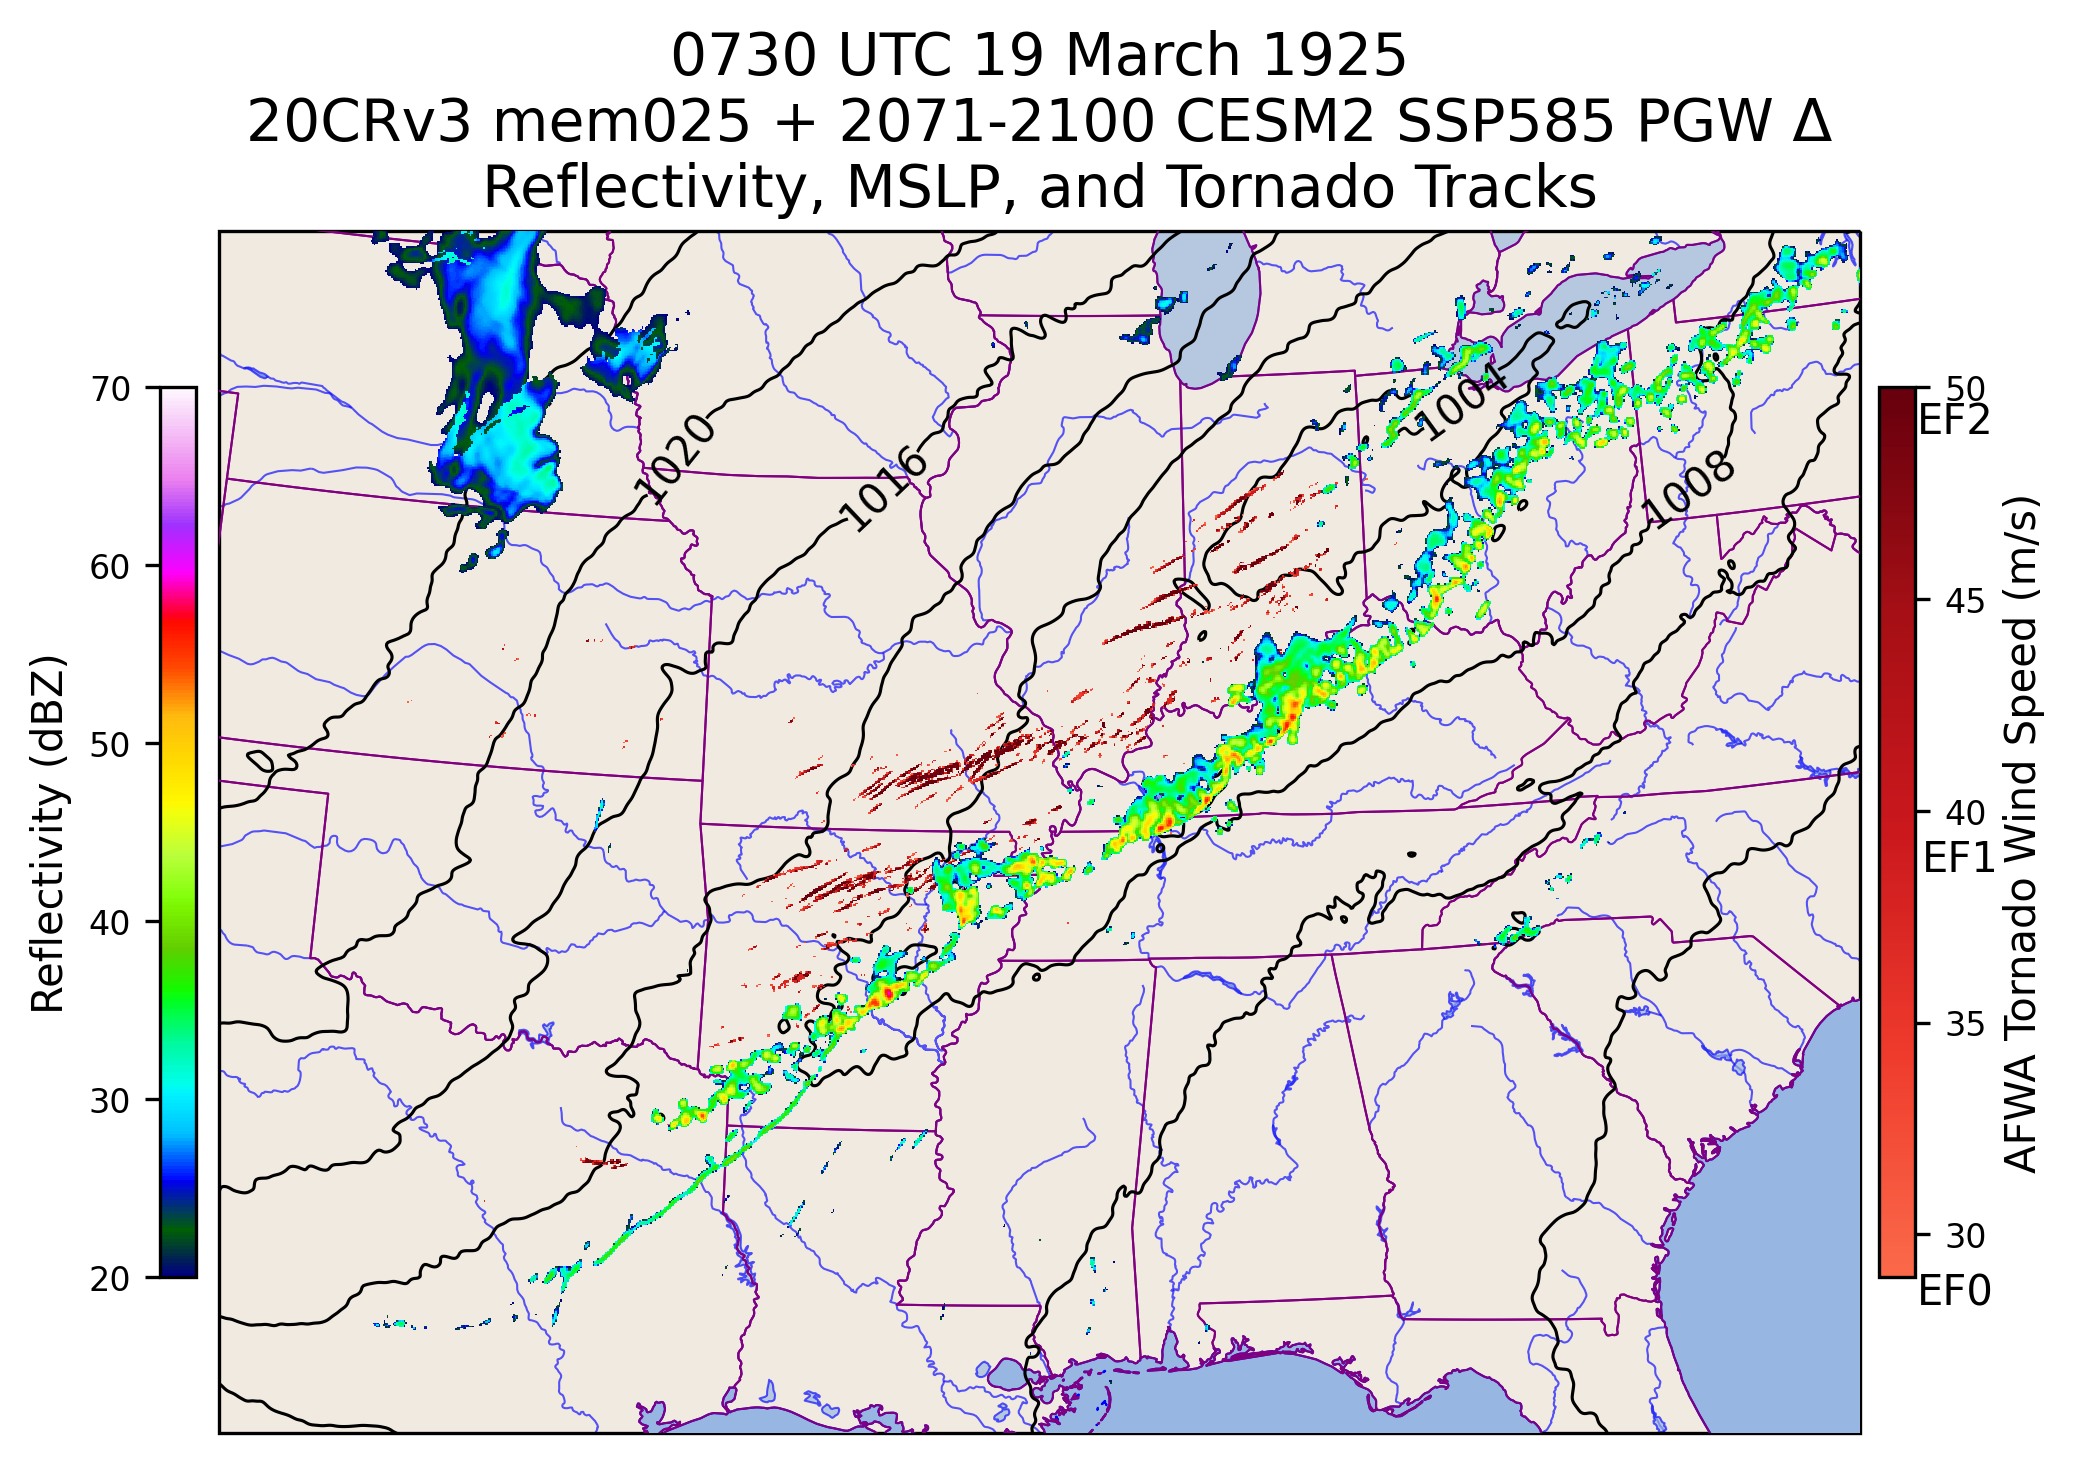 0730 UTC 19 March 1925
20CRv3 mem025 + 2071-2100 CESM2 SSP585 PGW Δ
Reflectivity, MSLP, and Tornado Tracks
Reflectivity (dBZ)
70
60
50
40
30
20
1020
1016
1004
1008
50
EF2
45
40
EF1
35
30
EF0
AFWA Tornado Wind Speed (m/s)